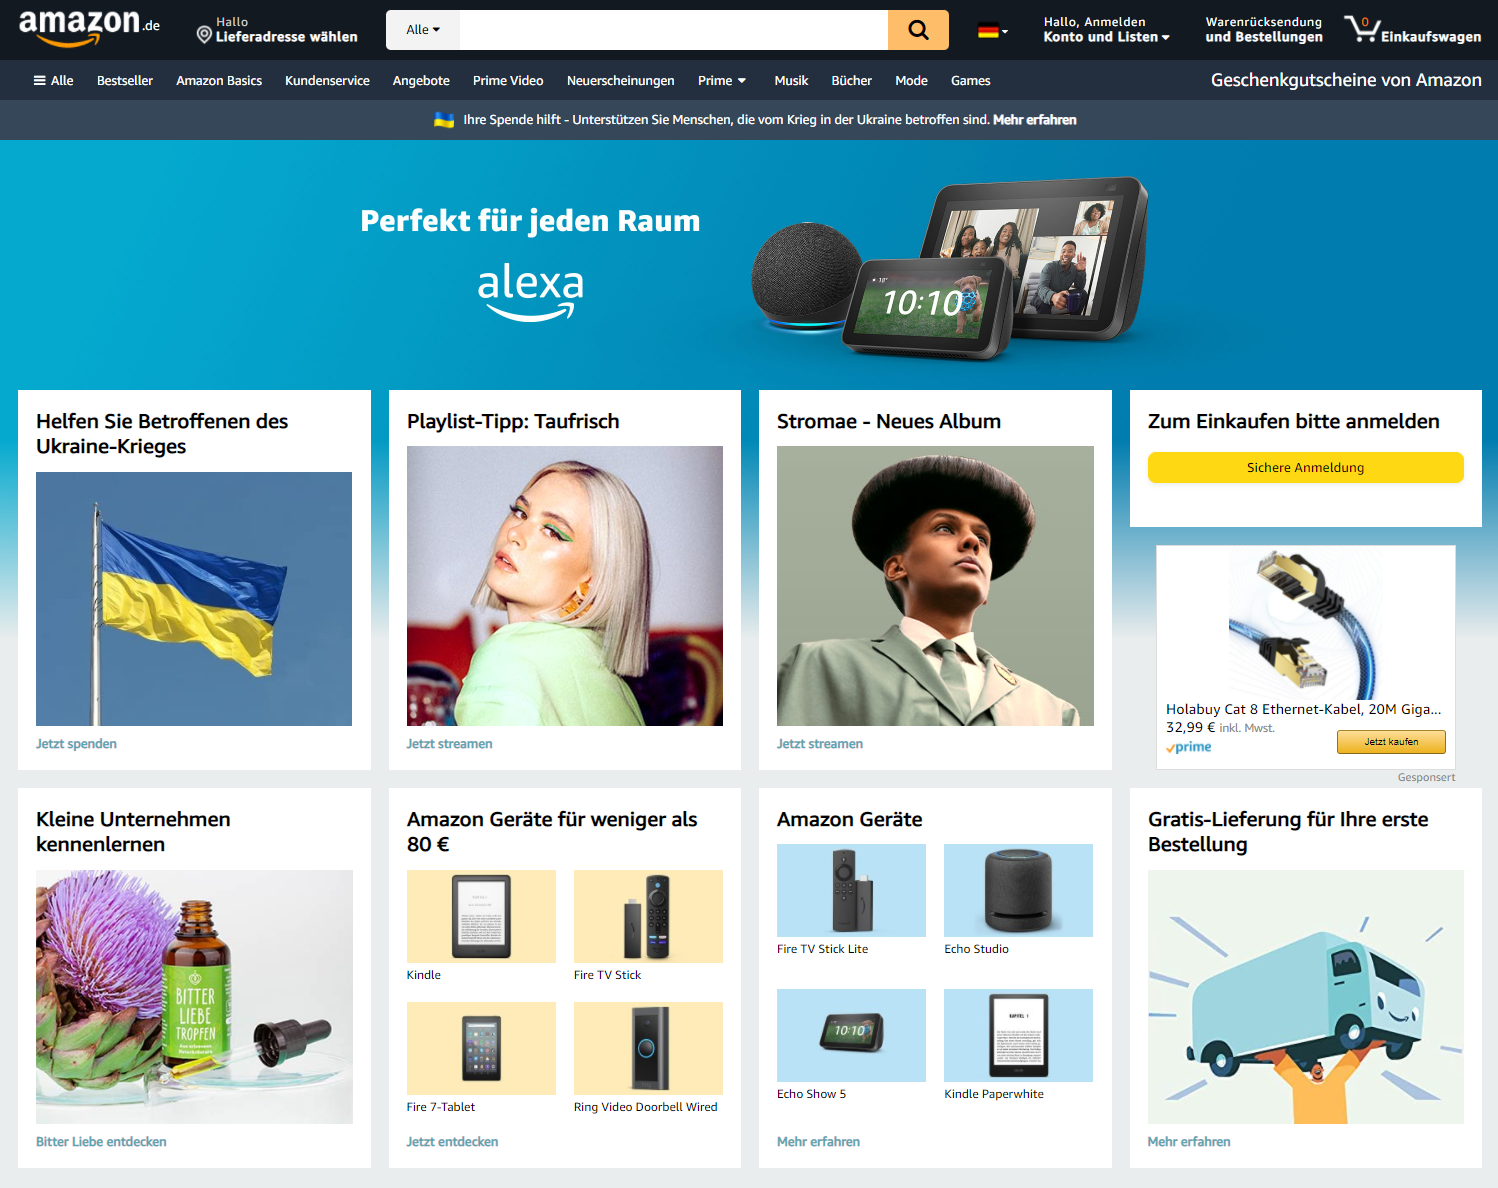 amazon.de
Hallo
Lieferadresse wählen
Alle
Hallo, Anmelden
Konto und Listen
Warenrücksendung
und Bestellungen
0
Einkaufswagen
Alle
Bestseller
Amazon Basics
Kundenservice
Angebote
Prime Video
Neuerscheinungen
Prime
Musik
Bücher
Mode
Games
Geschenkgutscheine von Amazon
Ihre Spende hilft - Unterstützen Sie Menschen, die vom Krieg in der Ukraine betroffen sind. Mehr erfahren
Perfekt für jeden Raum
alexa
10:10
Helfen Sie Betroffenen des
Ukraine-Krieges
Jetzt spenden
Playlist-Tipp: Taufrisch
Jetzt streamen
Stromae - Neues Album
Jetzt streamen
Zum Einkaufen bitte anmelden
Sichere Anmeldung
Holabuy Cat 8 Ethernet-Kabel, 20M Giga...
32,99 € inkl. Mwst.
prime
Jetzt kaufen
Gesponsert
Kleine Unternehmen
kennenlernen
BITTER
LIEBE
TROPFEN
Bitter Liebe entdecken
Amazon Geräte für weniger als
80 €
Kindle
Fire TV Stick
Fire 7-Tablet
Ring Video Doorbell Wired
Jetzt entdecken
Amazon Geräte
Fire TV Stick Lite
Echo Studio
10:10
KAPITEL 1
Echo Show 5
Kindle Paperwhite
Mehr erfahren
Gratis-Lieferung für Ihre erste
Bestellung
Mehr erfahren